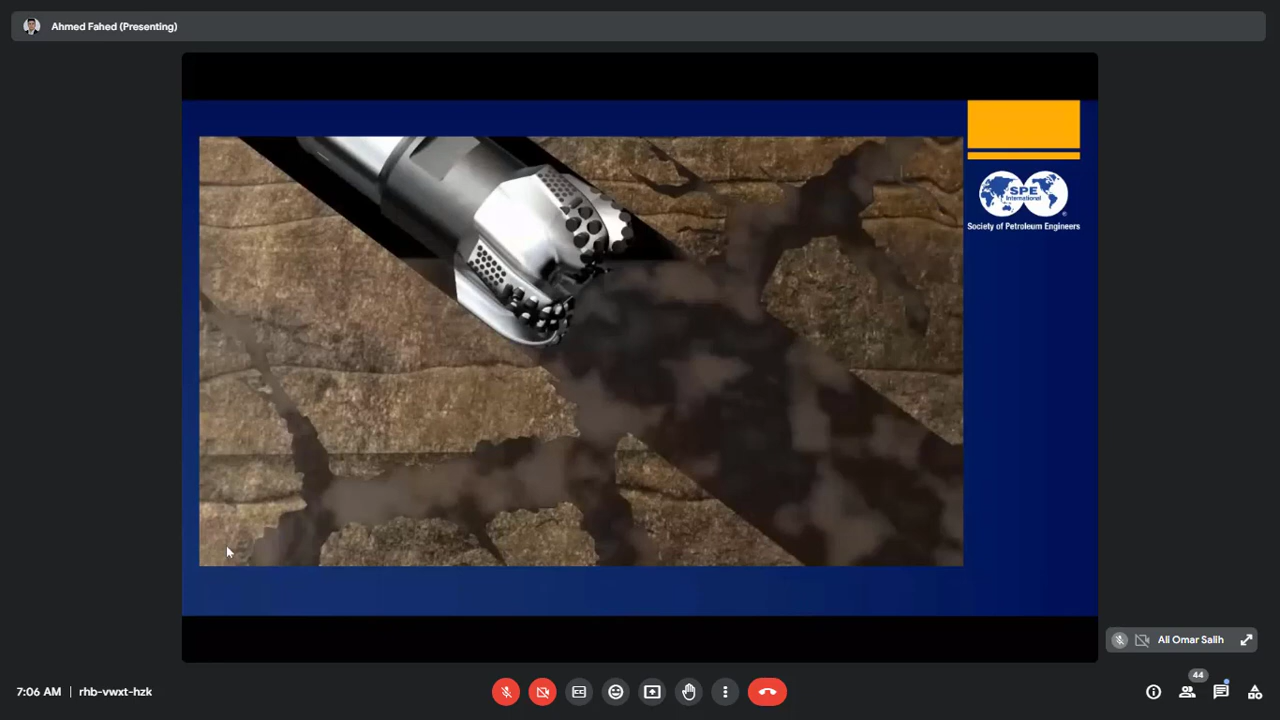 Ahmed Fahed (Presenting)
SPE
International
Society of Petroleum Engineers
Ali Omar Salih
44
7:06 AM | rhb-vwxt-hzk